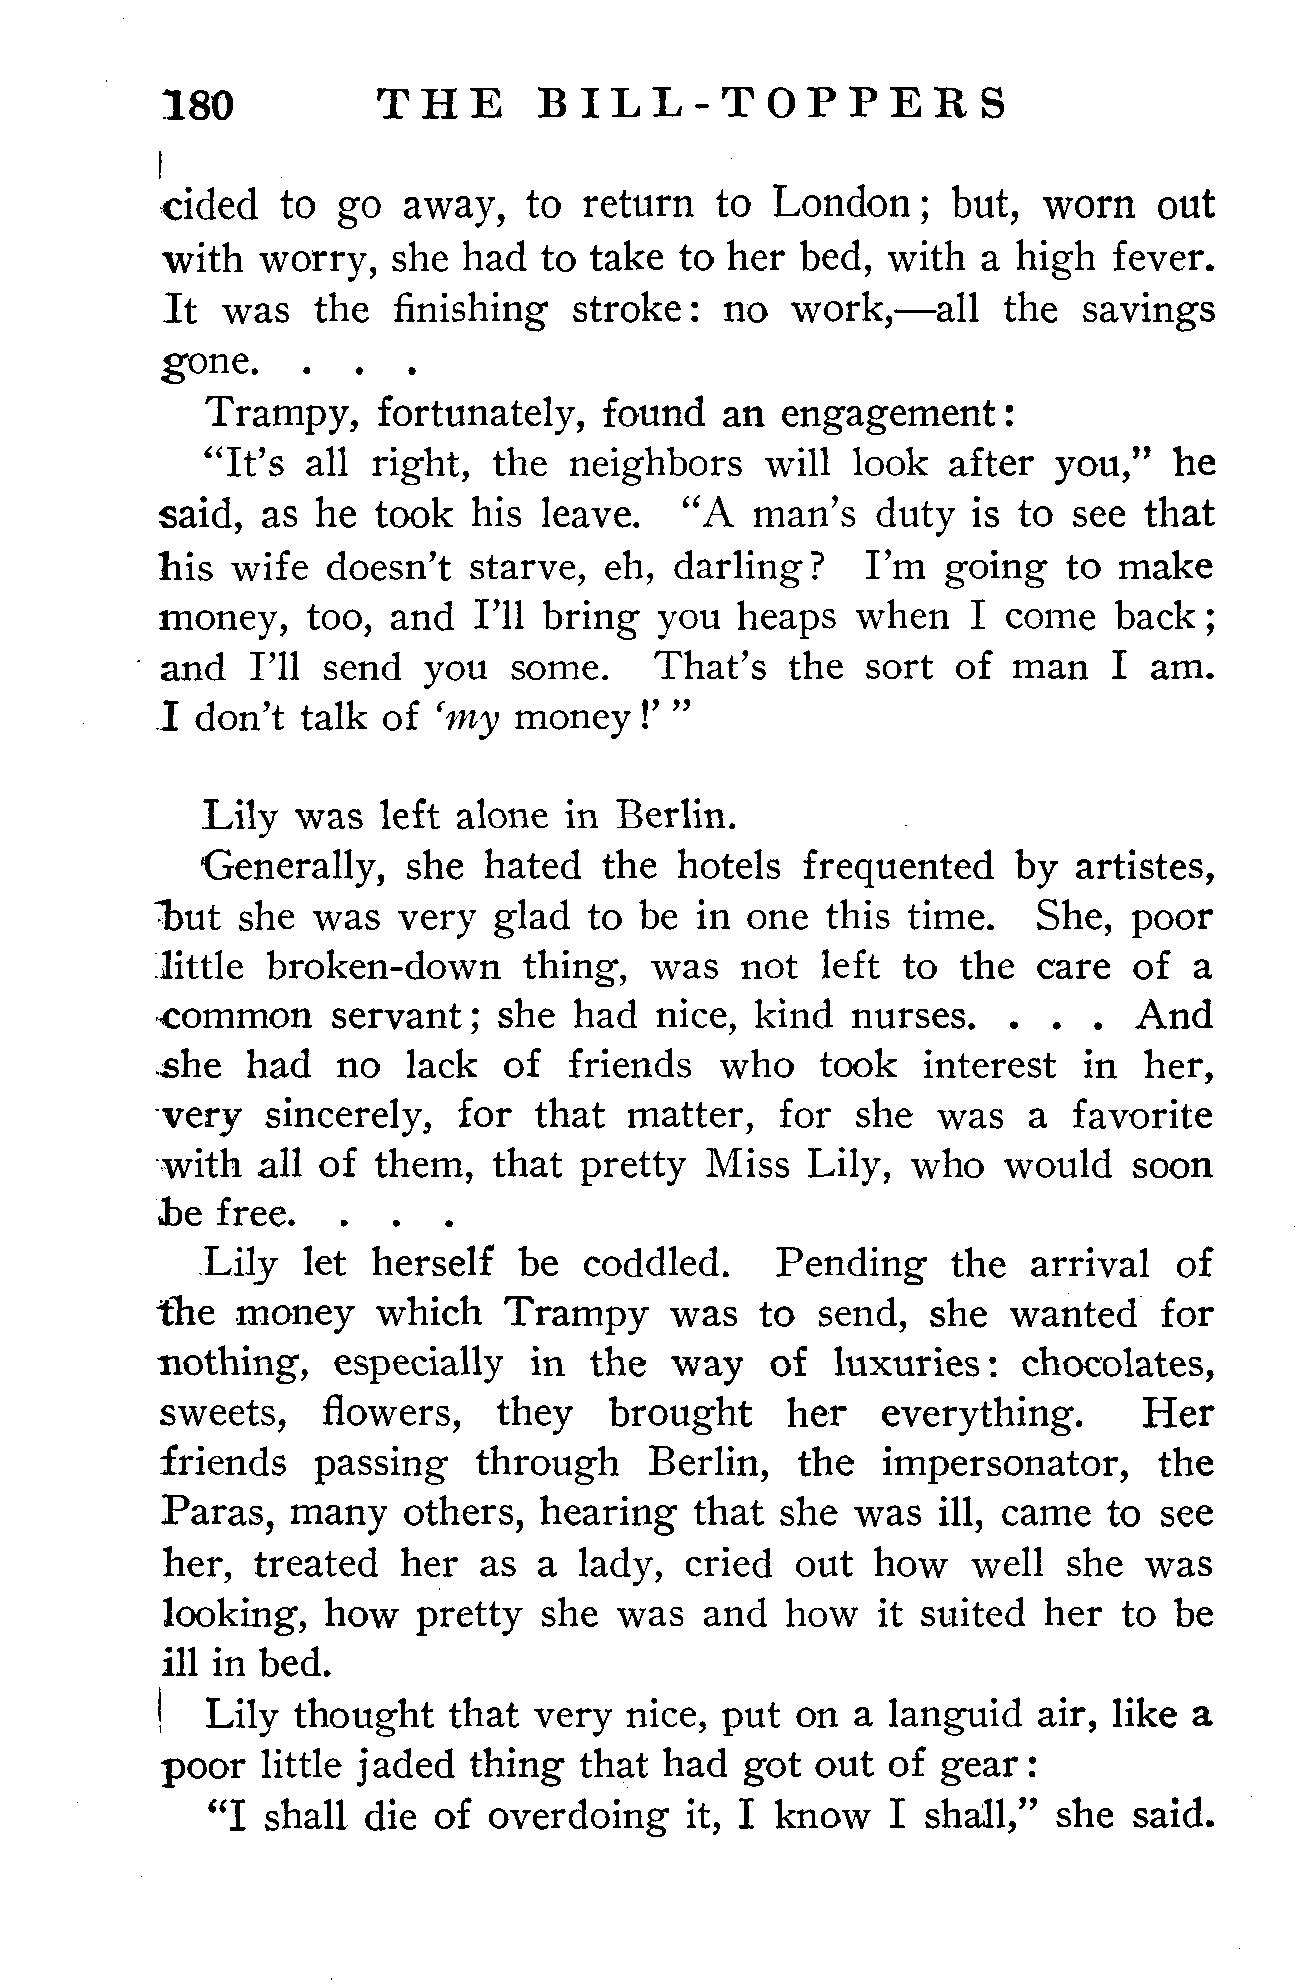 180 THE BILL-TOPPERS
cided to go away, to return to London; but, worn out
with worry, she had to take to her bed, with a high fever.
It was the finishing stroke: no work,—all the savings
gone. . . .
Trampy, fortunately, found an engagement:
“It’s all right, the neighbors will look after you,” he
said, as he took his leave. “A man’s duty is to see that
his wife doesn’t starve, eh, darling? I’m going to make
money, too, and I’ll bring you heaps when I come back;
and I’ll send you some. That’s the sort of man I am.
I don’t talk of ‘my money!’ ”
Lily was left alone in Berlin.
Generally, she hated the hotels frequented by artistes,
but she was very glad to be in one this time. She, poor
little broken-down thing, was not left to the care of a
common servant; she had nice, kind nurses. . . . And
she had no lack of friends who took interest in her,
very sincerely, for that matter, for she was a favorite
with all of them, that pretty Miss Lily, who would soon
be free. . . .
Lily let herself be coddled. Pending the arrival of
the money which Trampy was to send, she wanted for
nothing, especially in the way of luxuries: chocolates,
sweets, flowers, they brought her everything. Her
friends passing through Berlin, the impersonator, the
Paras, many others, hearing that she was ill, came to see
her, treated her as a lady, cried out how well she was
looking, how pretty she was and how it suited her to be
ill in bed.
Lily thought that very nice, put on a languid air, like a
poor little jaded thing that had got out of gear:
“I shall die of overdoing it, I know I shall,” she said.